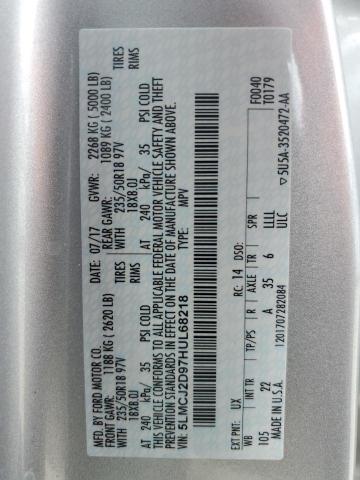 MFG. BY FORD MOTOR CO.
DATE: 07/17 GVWR: 2268 KG ( 5000 LB)
FRONT GAWR: 1188 KG ( 2620 LB) REAR GAWR: 1089 KG ( 2400 LB)
WITH 235/50R18 97V TIRES WITH 235/50R18 97V TIRES
18X8.0J RIMS 18X8.0J RIMS
AT 240 kPa/ 35 PSI COLD AT 240 kPa/ 35 PSI COLD
THIS VEHICLE CONFORMS TO ALL APPLICABLE FEDERAL MOTOR VEHICLE SAFETY AND THEFT
PREVENTION STANDARDS IN EFFECT ON THE DATE OF MANUFACTURE SHOWN ABOVE.
VIN: 5LMCJ2D97HUL68218 TYPE: MPV
F0040
T0179
EXT PNT: UX RC: 14 DSO:
WB INT TR TP/PS R AXLE TR SPR
105 22 A 35 6 LLLL
ULC
MADE IN U.S.A. 1201707282084
▽5U5A-3520472-AA